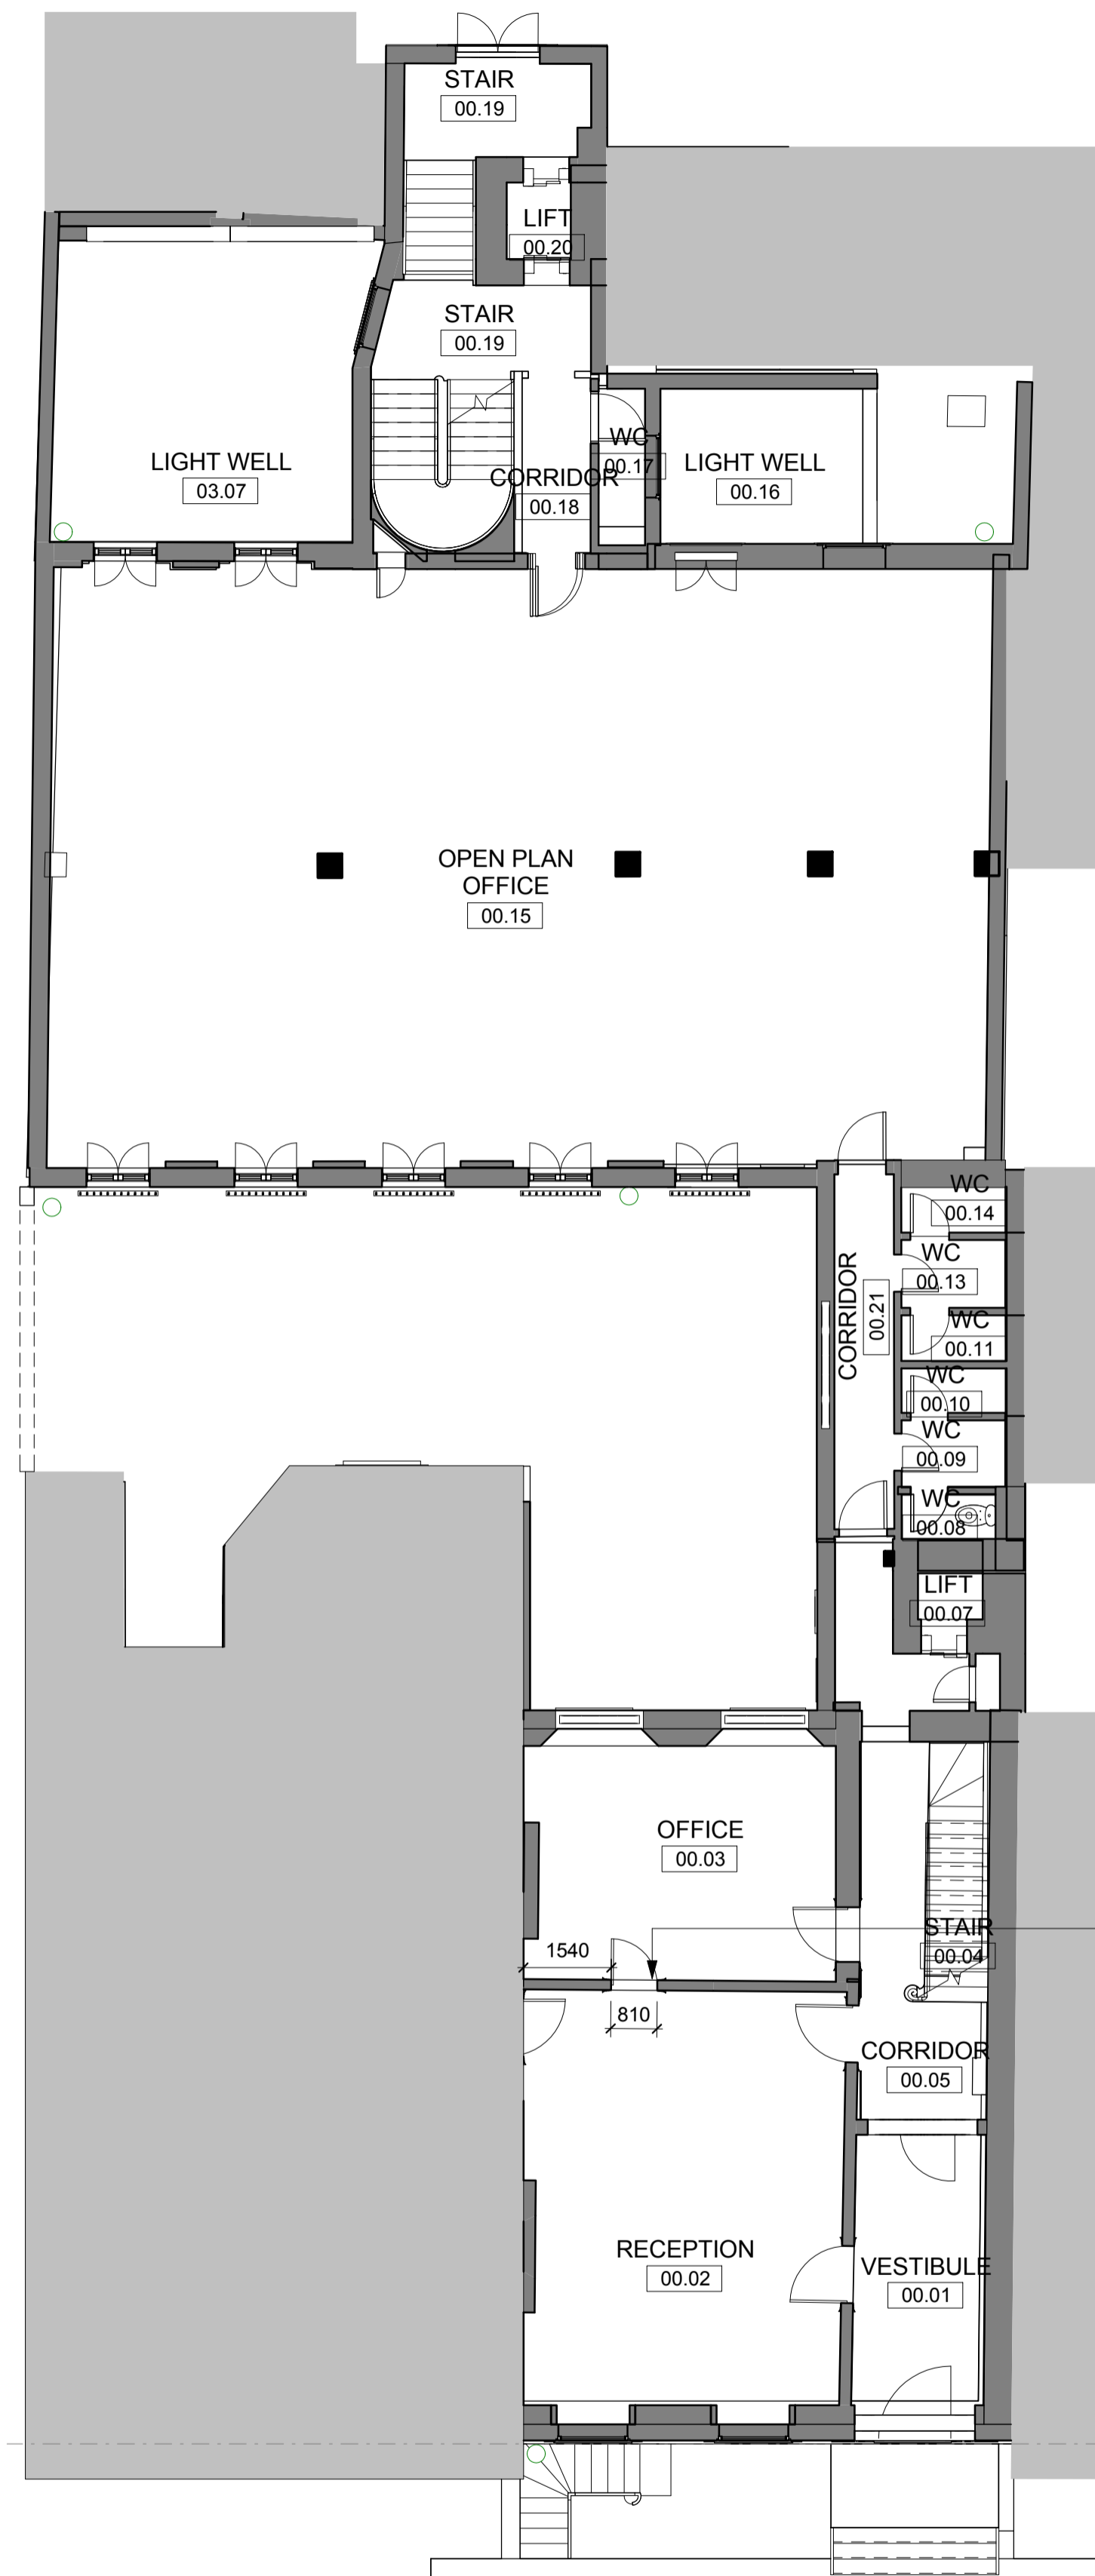 STAIR
00.19
LIFT
00.20
STAIR
00.19
WC
00.17
LIGHT WELL
03.07
CORRIDOR
00.18
LIGHT WELL
00.16
OPEN PLAN
OFFICE
00.15
WC
00.14
WC
00.13
CORRIDOR
00.21
WC
00.11
WC
00.10
WC
00.09
WC
00.08
LIFT
00.07
OFFICE
00.03
STAIR
00.04
1540
810
CORRIDOR
00.05
RECEPTION
00.02
VESTIBULE
00.01